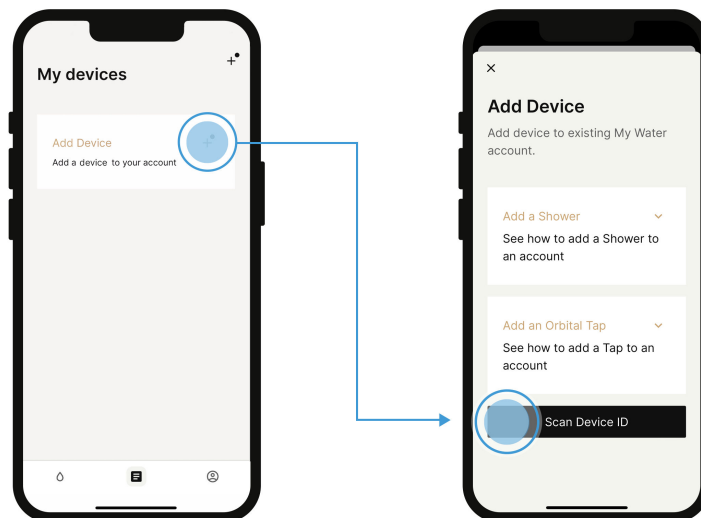 My devices
Add Device
Add a device to your account
Add Device
Add device to existing My Water
account.
Add a Shower
See how to add a Shower to
an account
Add an Orbital Tap
See how to add a Tap to an
account
Scan Device ID